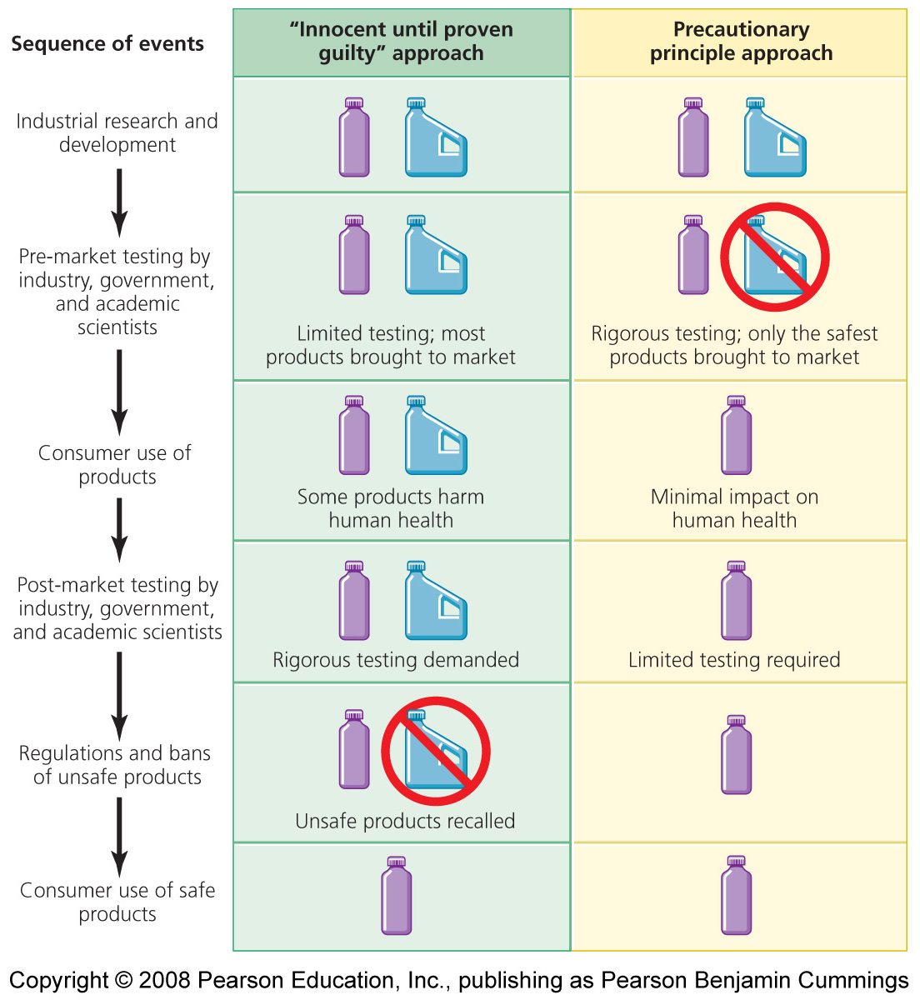 Sequence of events
“Innocent until proven
guilty” approach
Precautionary
principle approach
Industrial research and
development
Pre-market testing by
industry, government,
and academic
scientists
Limited testing; most
products brought to market
Rigorous testing; only the safest
products brought to market
Consumer use of
products
Some products harm
human health
Minimal impact on
human health
Post-market testing by
industry, government,
and academic scientists
Rigorous testing demanded
Limited testing required
Regulations and bans
of unsafe products
Unsafe products recalled
Consumer use of safe
products
Copyright © 2008 Pearson Education, Inc., publishing as Pearson Benjamin Cummings